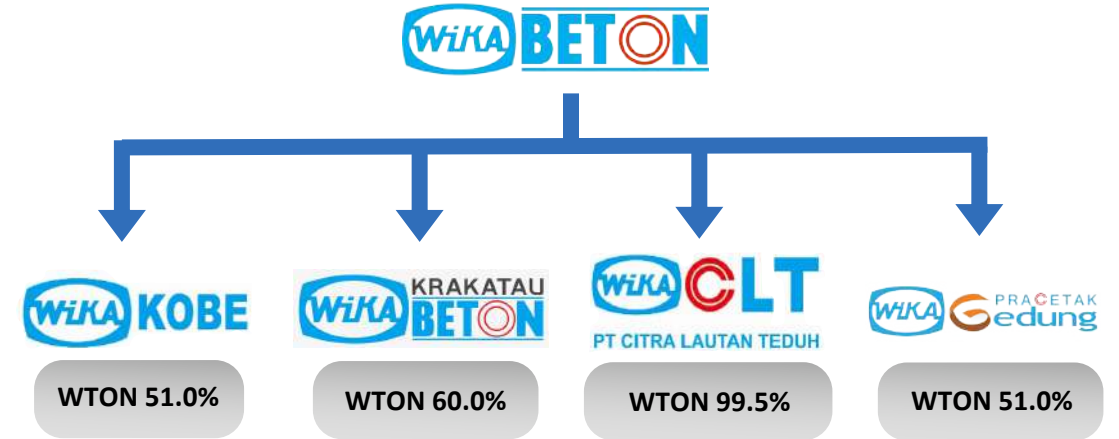 WiKA BETON
WiKA KOBE
WiKA KRAKATAU BETON
WiKA CLT
PT CITRA LAUTAN TEDUH
WiKA PRACETAK Gedung
WTON 51.0%
WTON 60.0%
WTON 99.5%
WTON 51.0%